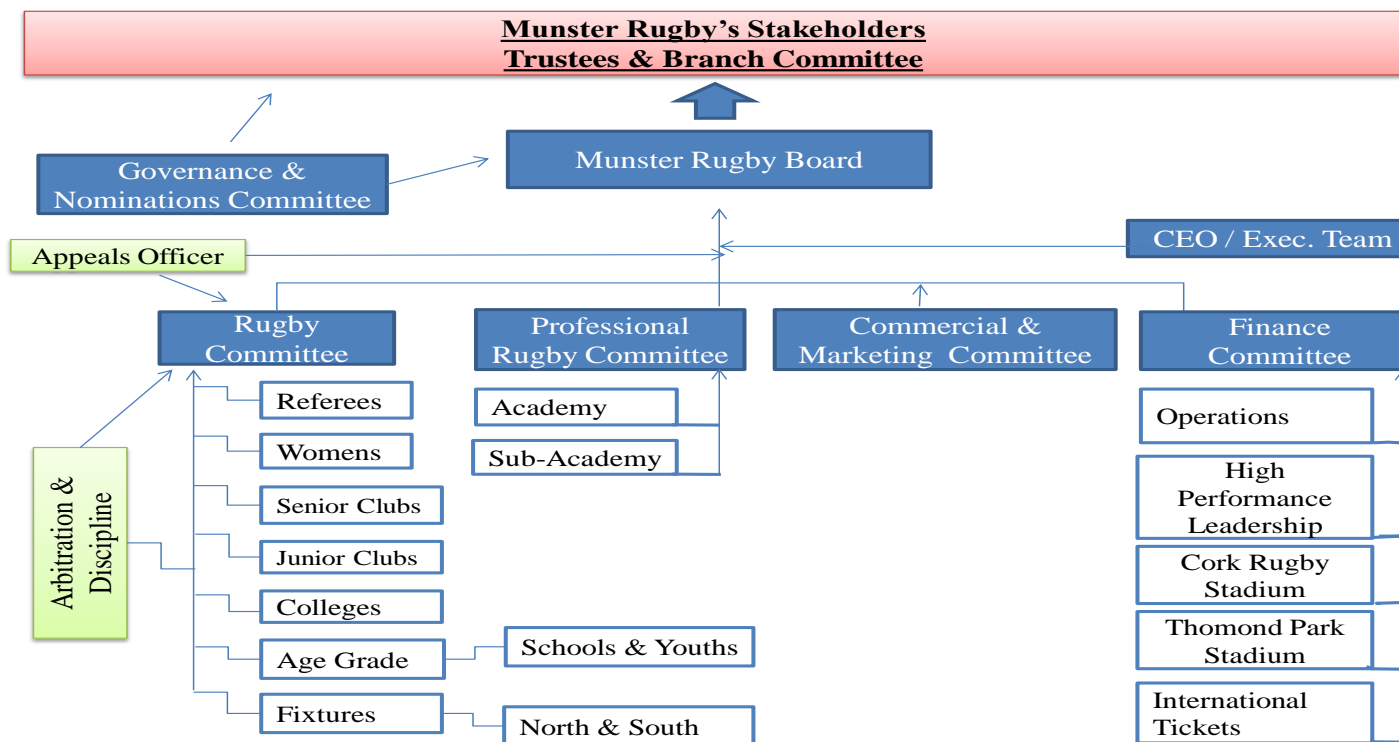 Munster Rugby’s Stakeholders
Trustees & Branch Committee
Governance &
Nominations Committee
Munster Rugby Board
Appeals Officer
CEO / Exec. Team
Rugby
Committee
Professional
Rugby Committee
Commercial &
Marketing Committee
Finance
Committee
Arbitration &
Discipline
Referees
Womens
Senior Clubs
Junior Clubs
Colleges
Age Grade
Schools & Youths
Fixtures
North & South
Academy
Sub-Academy
Operations
High
Performance
Leadership
Cork Rugby
Stadium
Thomond Park
Stadium
International
Tickets